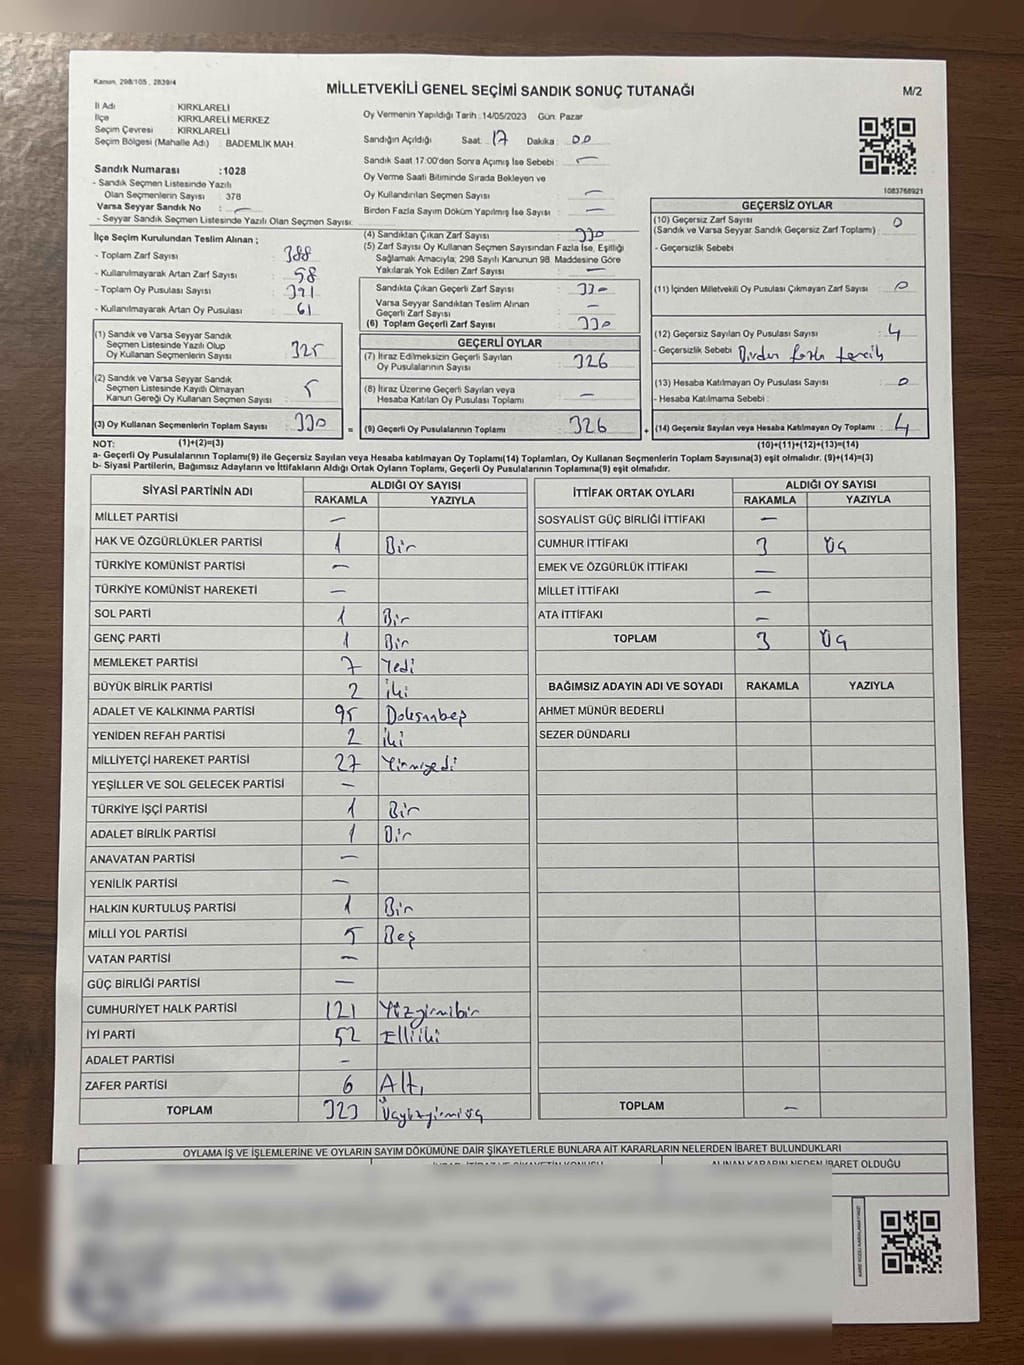 Kanun, 298/105 , 2839/4
MİLLETVEKİLİ GENEL SEÇİMİ SANDIK SONUÇ TUTANAĞI
M/2
İl Adı : KIRKLARELİ
İlçe : KIRKLARELİ MERKEZ
Seçim Çevresi : KIRKLARELİ
Seçim Bölgesi (Mahalle Adı) : BADEMLİK MAH.
Oy Vermenin Yapıldığı Tarih : 14/05/2023 Gün: Pazar
Sandığın Açıldığı Saat: 17 Dakika : 00
Sandık Saat 17:00'den Sonra Açımış İse Sebebi : —
Oy Verme Saati Bitiminde Sırada Bekleyen ve
Oy Kullandırılan Seçmen Sayısı —
Birden Fazla Sayım Döküm Yapılmış İse Sayısı —
1083768921
Sandık Numarası :1028
- Sandık Seçmen Listesinde Yazılı
Olan Seçmenlerin Sayısı : 378
Varsa Seyyar Sandık No : —
- Seyyar Sandık Seçmen Listesinde Yazılı Olan Seçmen Sayısı:
İlçe Seçim Kurulundan Teslim Alınan ;
- Toplam Zarf Sayısı : 388
- Kullanılmayarak Artan Zarf Sayısı : 58
- Toplam Oy Pusulası Sayısı : 391
- Kullanılmayarak Artan Oy Pusulası : 61
(1) Sandık ve Varsa Seyyar Sandık
Seçmen Listesinde Yazılı Olup
Oy Kullanan Seçmenlerin Sayısı : 325
(2) Sandık ve Varsa Seyyar Sandık
Seçmen Listesinde Kayıtlı Olmayan
Kanun Gereği Oy Kullanan Seçmen Sayısı : 5
(3) Oy Kullanan Seçmenlerin Toplam Sayısı : 330
(4) Sandıktan Çıkan Zarf Sayısı 330
(5) Zarf Sayısı Oy Kullanan Seçmen Sayısından Fazla İse, Eşitliği
Sağlamak Amacıyla; 298 Sayılı Kanunun 98. Maddesine Göre
Yakılarak Yok Edilen Zarf Sayısı —
Sandıkta Çıkan Geçerli Zarf Sayısı: 330
Varsa Seyyar Sandıktan Teslim Alınan
Geçerli Zarf Sayısı: —
(6) Toplam Geçerli Zarf Sayısı 330
GEÇERLİ OYLAR
(7) İtiraz Edilmeksizin Geçerli Sayılan
Oy Pusulalarının Sayısı : 326
(8) İtiraz Üzerine Geçerli Sayılan veya
Hesaba Katılan Oy Pusulası Toplamı : —
= (9) Geçerli Oy Pusulalarının Toplamı : 326
GEÇERSİZ OYLAR
(10) Geçersiz Zarf Sayısı 0
(Sandık ve Varsa Seyyar Sandık Geçersiz Zarf Toplamı) :
- Geçersizlik Sebebi
(11) İçinden Milletvekili Oy Pusulası Çıkmayan Zarf Sayısı : 0
(12) Geçersiz Sayılan Oy Pusulası Sayısı : 4
- Geçersizlik Sebebi Birden fazla tercih
(13) Hesaba Katılmayan Oy Pusulası Sayısı : 0
- Hesaba Katılmama Sebebi :
+ (14) Geçersiz Sayılan veya Hesaba Katılmayan Oy Toplamı : 4
NOT: (1)+(2)=(3)
(10)+(11)+(12)+(13)=(14)
a- Geçerli Oy Pusulalarının Toplamı(9) ile Geçersiz Sayılan veya Hesaba katılmayan Oy Toplamı(14) Toplamları, Oy Kullanan Seçmenlerin Toplam Sayısına(3) eşit olmalıdır. (9)+(14)=(3)
b- Siyasi Partilerin, Bağımsız Adayların ve İttifakların Aldığı Ortak Oyların Toplamı, Geçerli Oy Pusulalarının Toplamına(9) eşit olmalıdır.
SİYASİ PARTİNİN ADI ALDIĞI OY SAYISI
RAKAMLA YAZIYLA
MİLLET PARTİSİ —
HAK VE ÖZGÜRLÜKLER PARTİSİ 1 Bir
TÜRKİYE KOMÜNİST PARTİSİ —
TÜRKİYE KOMÜNİST HAREKETİ —
SOL PARTİ 1 Bir
GENÇ PARTİ 1 Bir
MEMLEKET PARTİSİ 7 Yedi
BÜYÜK BİRLİK PARTİSİ 2 İki
ADALET VE KALKINMA PARTİSİ 95 Doksanbeş
YENİDEN REFAH PARTİSİ 2 İki
MİLLİYETÇİ HAREKET PARTİSİ 27 Yirmiyedi
YEŞİLLER VE SOL GELECEK PARTİSİ —
TÜRKİYE İŞÇİ PARTİSİ 1 Bir
ADALET BİRLİK PARTİSİ 1 Bir
ANAVATAN PARTİSİ —
YENİLİK PARTİSİ —
HALKIN KURTULUŞ PARTİSİ 1 Bir
MİLLİ YOL PARTİSİ 5 Beş
VATAN PARTİSİ —
GÜÇ BİRLİĞİ PARTİSİ —
CUMHURİYET HALK PARTİSİ 121 Yüzyirmibir
İYİ PARTİ 52 Elliiki
ADALET PARTİSİ —
ZAFER PARTİSİ 6 Altı
TOPLAM 323 Üçyüzyirmiüç
İTTİFAK ORTAK OYLARI ALDIĞI OY SAYISI
RAKAMLA YAZIYLA
SOSYALİST GÜÇ BİRLİĞİ İTTİFAKI —
CUMHUR İTTİFAKI 3 Üç
EMEK VE ÖZGÜRLÜK İTTİFAKI —
MİLLET İTTİFAKI —
ATA İTTİFAKI —
TOPLAM 3 Üç
BAĞIMSIZ ADAYIN ADI VE SOYADI RAKAMLA YAZIYLA
AHMET MÜNÜR BEDERLİ
SEZER DÜNDARLI
TOPLAM —
OYLAMA İŞ VE İŞLEMLERİNE VE OYLARIN SAYIM DÖKÜMÜNE DAİR ŞİKAYETLERLE BUNLARA AİT KARARLARIN NELERDEN İBARET BULUNDUKLARI
ALINAN KARARIN NEDEN İBARET OLDUĞU